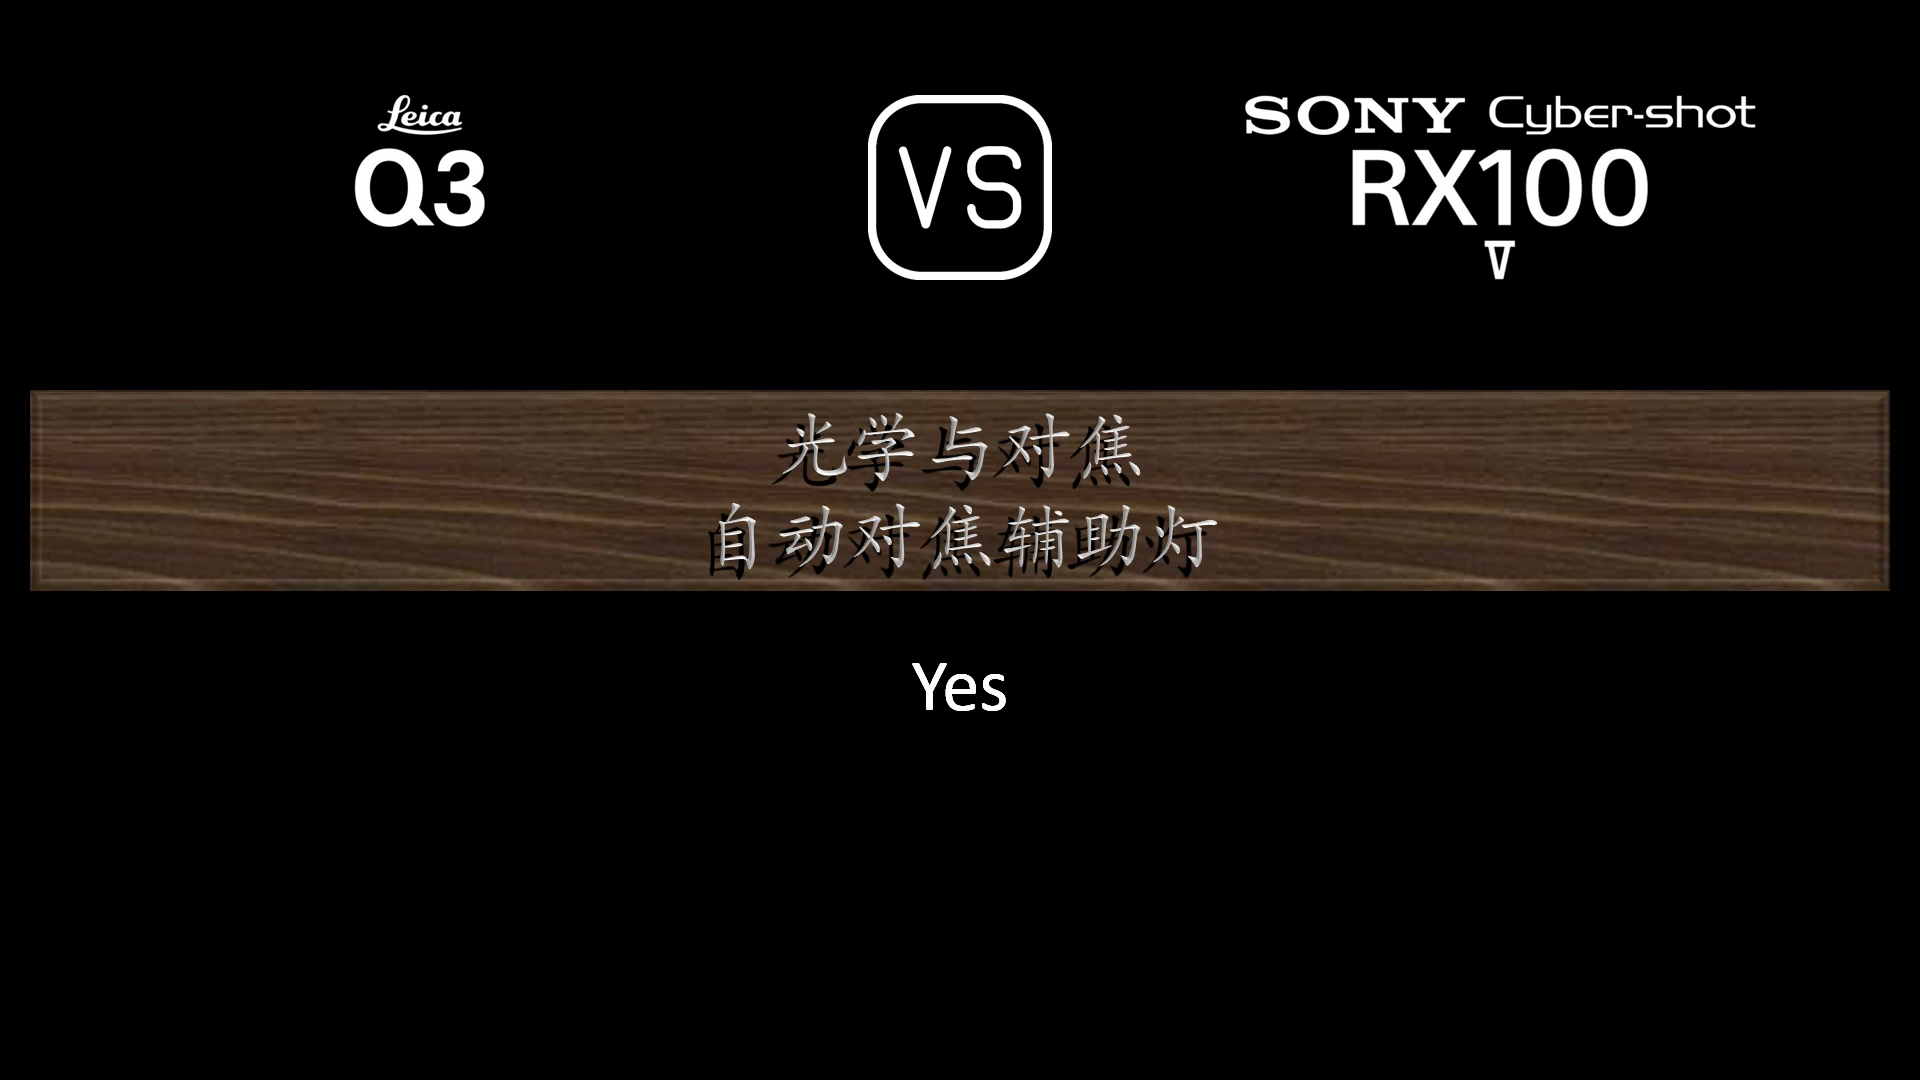 Leica
Q3
VS
SONY Cyber-shot
RX100
V
光学与对焦
自动对焦辅助灯
Yes